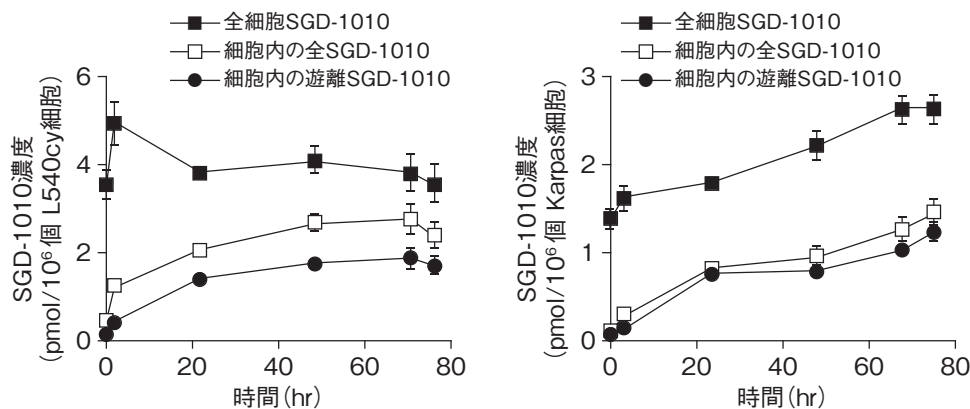 全細胞SGD-1010
細胞内の全SGD-1010
細胞内の遊離SGD-1010
SGD-1010濃度
(pmol/10⁶個 L540cy細胞)
6
4
2
0
0 20 40 60 80
時間(hr)
全細胞SGD-1010
細胞内の全SGD-1010
細胞内の遊離SGD-1010
SGD-1010濃度
(pmol/10⁶個 Karpas細胞)
3
2
1
0
0 20 40 60 80
時間(hr)